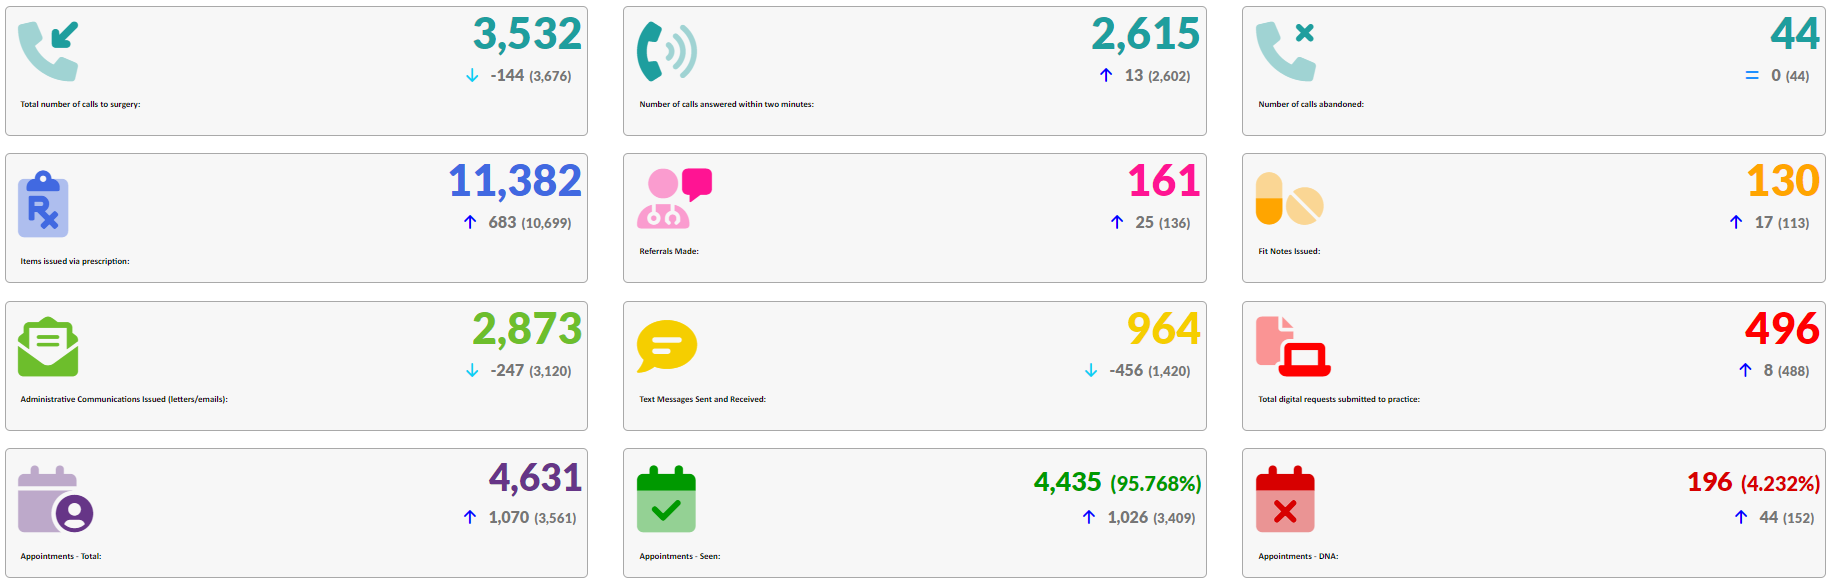 3,532
↓ -144 (3,676)
Total number of calls to surgery:
2,615
↑ 13 (2,602)
Number of calls answered within two minutes:
44
= 0 (44)
Number of calls abandoned:
Rx
11,382
↑ 683 (10,699)
Items issued via prescription:
161
↑ 25 (136)
Referrals Made:
130
↑ 17 (113)
Fit Notes Issued:
2,873
↓ -247 (3,120)
Administrative Communications Issued (letters/emails):
964
↓ -456 (1,420)
Text Messages Sent and Received:
496
↑ 8 (488)
Total digital requests submitted to practice:
4,631
↑ 1,070 (3,561)
Appointments - Total:
4,435 (95.768%)
↑ 1,026 (3,409)
Appointments - Seen:
196 (4.232%)
↑ 44 (152)
Appointments - DNA: